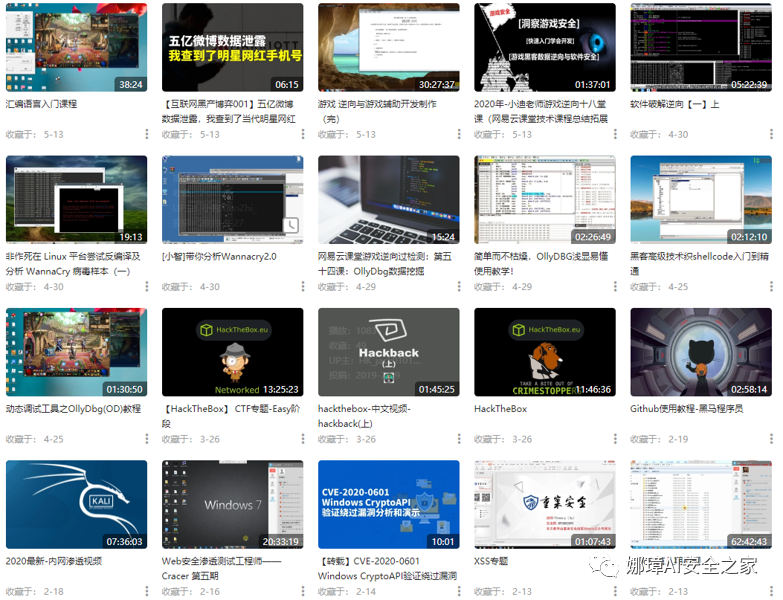 38:24
五亿微博数据泄露
我查到了明星网红手机号
06:15
30:27:37
[洞察游戏安全]
[快速入门学会开发]
[游戏黑客数据逆向与软件安全]
01:37:01
05:22:39
汇编语言入门课程
收藏于： 5-13
【互联网黑产博弈001】五亿微博
数据泄露，我查到了当代明星网红
收藏于： 5-13
游戏 逆向与游戏辅助开发制作
（完）
收藏于： 5-13
2020年-小迪老师游戏逆向十八堂
课（网易云课堂技术课程总结拓展
收藏于： 5-13
软件破解逆向【一】上
收藏于： 4-30
19:13
15:24
02:26:49
02:12:10
非作死在 Linux 平台尝试反编译及
分析 WannaCry 病毒样本（一）
收藏于： 4-30
[小智]带你分析Wannacry2.0
收藏于： 4-30
网易云课堂游戏逆向过检测：第五
十四课：OllyDbg数据挖掘
收藏于： 4-29
简单而不枯燥，OllyDBG浅显易懂
使用教学！
收藏于： 4-29
黑客高级技术织shellcode入门到精
通
收藏于： 4-25
01:30:50
HackTheBox.eu
Networked
13:25:23
Hackback
(上)
01:45:25
HackTheBox.eu
TAKE A BITE OUT OF
CRIMESTOPPER
11:46:36
02:58:14
动态调试工具之OllyDbg(OD)教程
收藏于： 4-25
【HackTheBox】 CTF专题-Easy阶
段
收藏于： 3-26
hackthebox-中文视频-
hackback(上)
收藏于： 3-26
HackTheBox
收藏于： 3-26
Github使用教程-黑马程序员
收藏于： 2-19
KALI
07:36:03
Windows 7
20:33:19
CVE-2020-0601
Windows CryptoAPI
验证绕过漏洞分析和演示
10:01
重案安全
01:07:43
62:42:43
2020最新-内网渗透视频
收藏于： 2-18
Web安全渗透测试工程师——
Cracer 第五期
收藏于： 2-16
【转载】CVE-2020-0601
Windows CryptoAPI验证绕过漏洞
收藏于： 2-14
XSS专题
收藏于： 2-13
收藏于： 2-13
娜璋AI安全之家